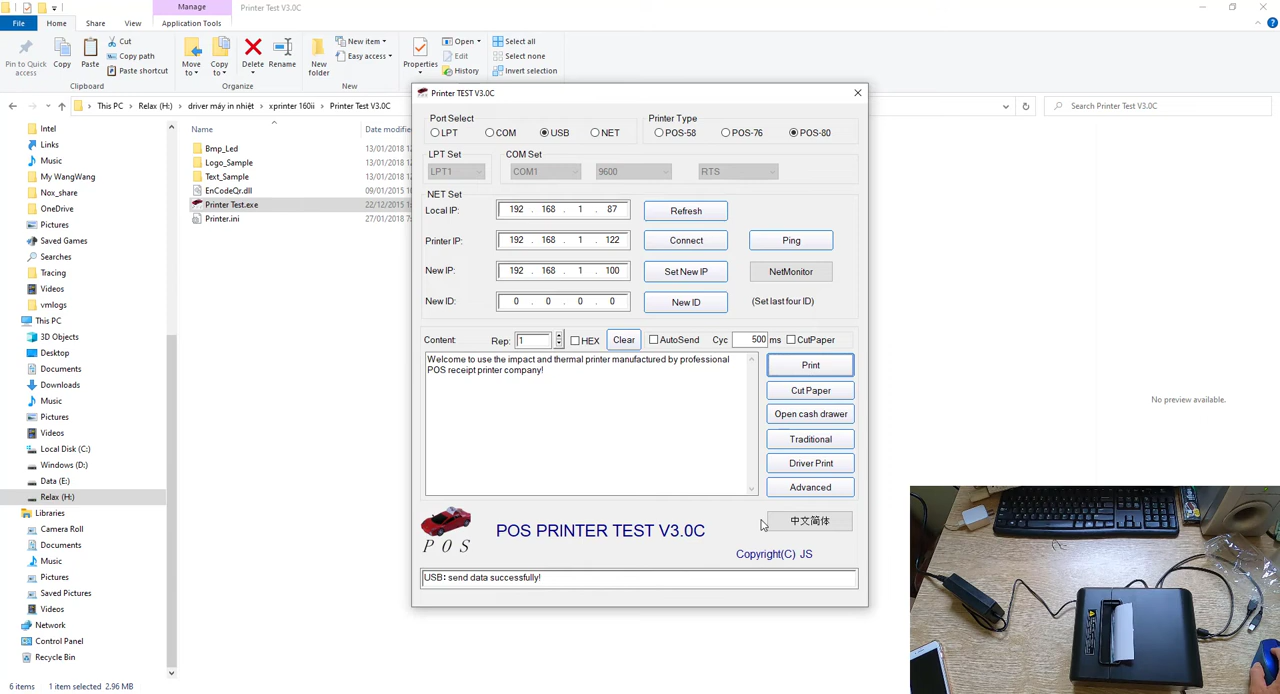 Manage
Printer Test V3.0C
File
Home
Share
View
Application Tools
Pin to Quick
access
Copy
Paste
Cut
Copy path
Paste shortcut
Clipboard
Move
to
Copy
to
Delete
Rename
Organize
New
folder
New item
Easy access
New
Properties
Open
Edit
History
Open
Select all
Select none
Invert selection
Select
This PC
Relax (H:)
driver máy in nhiệt
xprinter 160ii
Printer Test V3.0C
Search Printer Test V3.0C
Intel
Links
Music
My WangWang
Nox_share
OneDrive
Pictures
Saved Games
Searches
Tracing
Videos
vmlogs
This PC
3D Objects
Desktop
Documents
Downloads
Music
Pictures
Videos
Local Disk (C:)
Windows (D:)
Data (E:)
Relax (H:)
Libraries
Camera Roll
Documents
Music
Pictures
Saved Pictures
Videos
Network
Control Panel
Recycle Bin
Name
Date modifie
Bmp_Led 13/01/2018 12
Logo_Sample 13/01/2018 12
Text_Sample 13/01/2018 12
EnCodeQr.dll 09/01/2015 10
Printer Test.exe 22/12/2015 1:
Printer.ini 27/01/2018 7:
No preview available.
Printer TEST V3.0C
Port Select
LPT COM USB NET
Printer Type
POS-58 POS-76 POS-80
LPT Set
LPT1
COM Set
COM1 9600 RTS
NET Set
Local IP: 192 . 168 . 1 . 87 Refresh
Printer IP: 192 . 168 . 1 . 122 Connect Ping
New IP: 192 . 168 . 1 . 100 Set New IP NetMonitor
New ID: 0 . 0 . 0 . 0 New ID (Set last four ID)
Content: Rep: 1 HEX Clear AutoSend Cyc 500 ms CutPaper
Welcome to use the impact and thermal printer manufactured by professional
POS receipt printer company!
Print
Cut Paper
Open cash drawer
Traditional
Driver Print
Advanced
中文简体
POS
POS PRINTER TEST V3.0C
Copyright(C) JS
USB: send data successfully!
6 items 1 item selected 2.96 MB